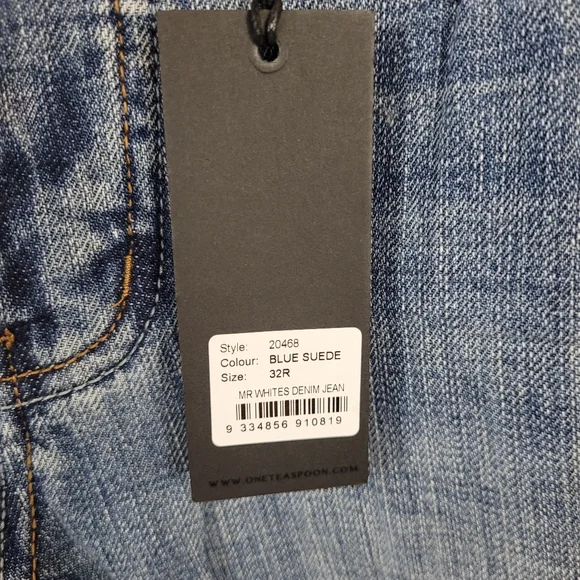 Style: 20468
Colour: BLUE SUEDE
Size: 32R
MR WHITES DENIM JEAN
9 334856 910819
WWW.ONETEASPOON.COM